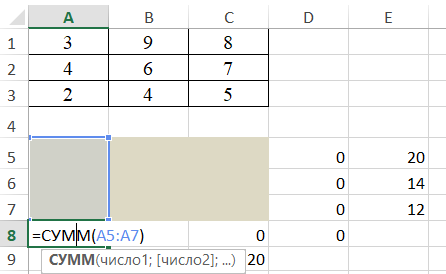 A B C D E
1 3 9 8
2 4 6 7
3 2 4 5
4
5 0 20
6 0 14
7 0 12
8 =СУММ(A5:A7) 0 0
9 СУММ(число1; [число2]; ...) 20